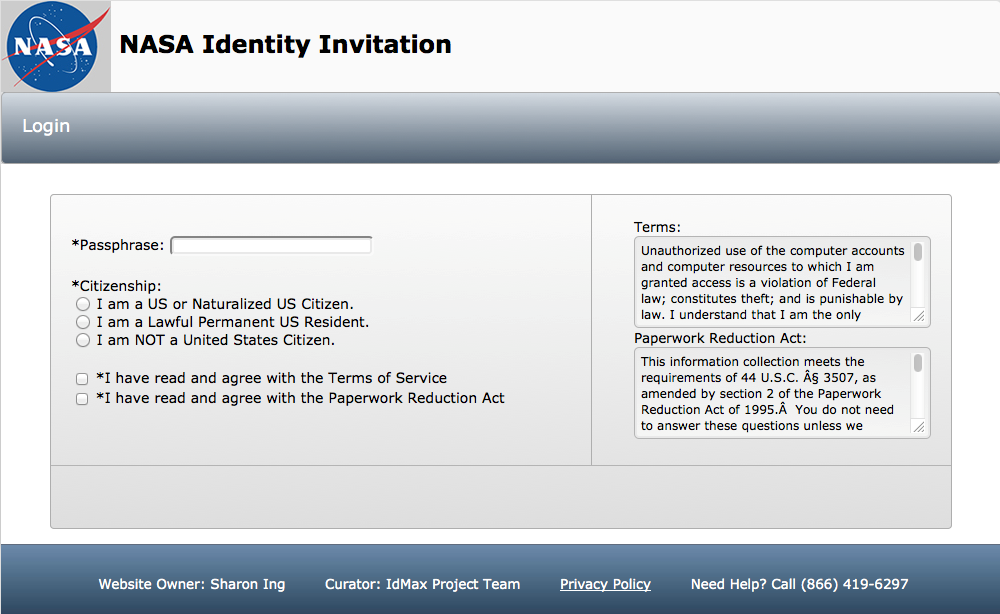 NASA
NASA Identity Invitation
Login
*Passphrase:
*Citizenship:
I am a US or Naturalized US Citizen.
I am a Lawful Permanent US Resident.
I am NOT a United States Citizen.
*I have read and agree with the Terms of Service
*I have read and agree with the Paperwork Reduction Act
Terms:
Unauthorized use of the computer accounts
and computer resources to which I am
granted access is a violation of Federal
law; constitutes theft; and is punishable by
law. I understand that I am the only
Paperwork Reduction Act:
This information collection meets the
requirements of 44 U.S.C. Â§ 3507, as
amended by section 2 of the Paperwork
Reduction Act of 1995.Â  You do not need
to answer these questions unless we
Website Owner: Sharon Ing
Curator: IdMax Project Team
Privacy Policy
Need Help? Call (866) 419-6297